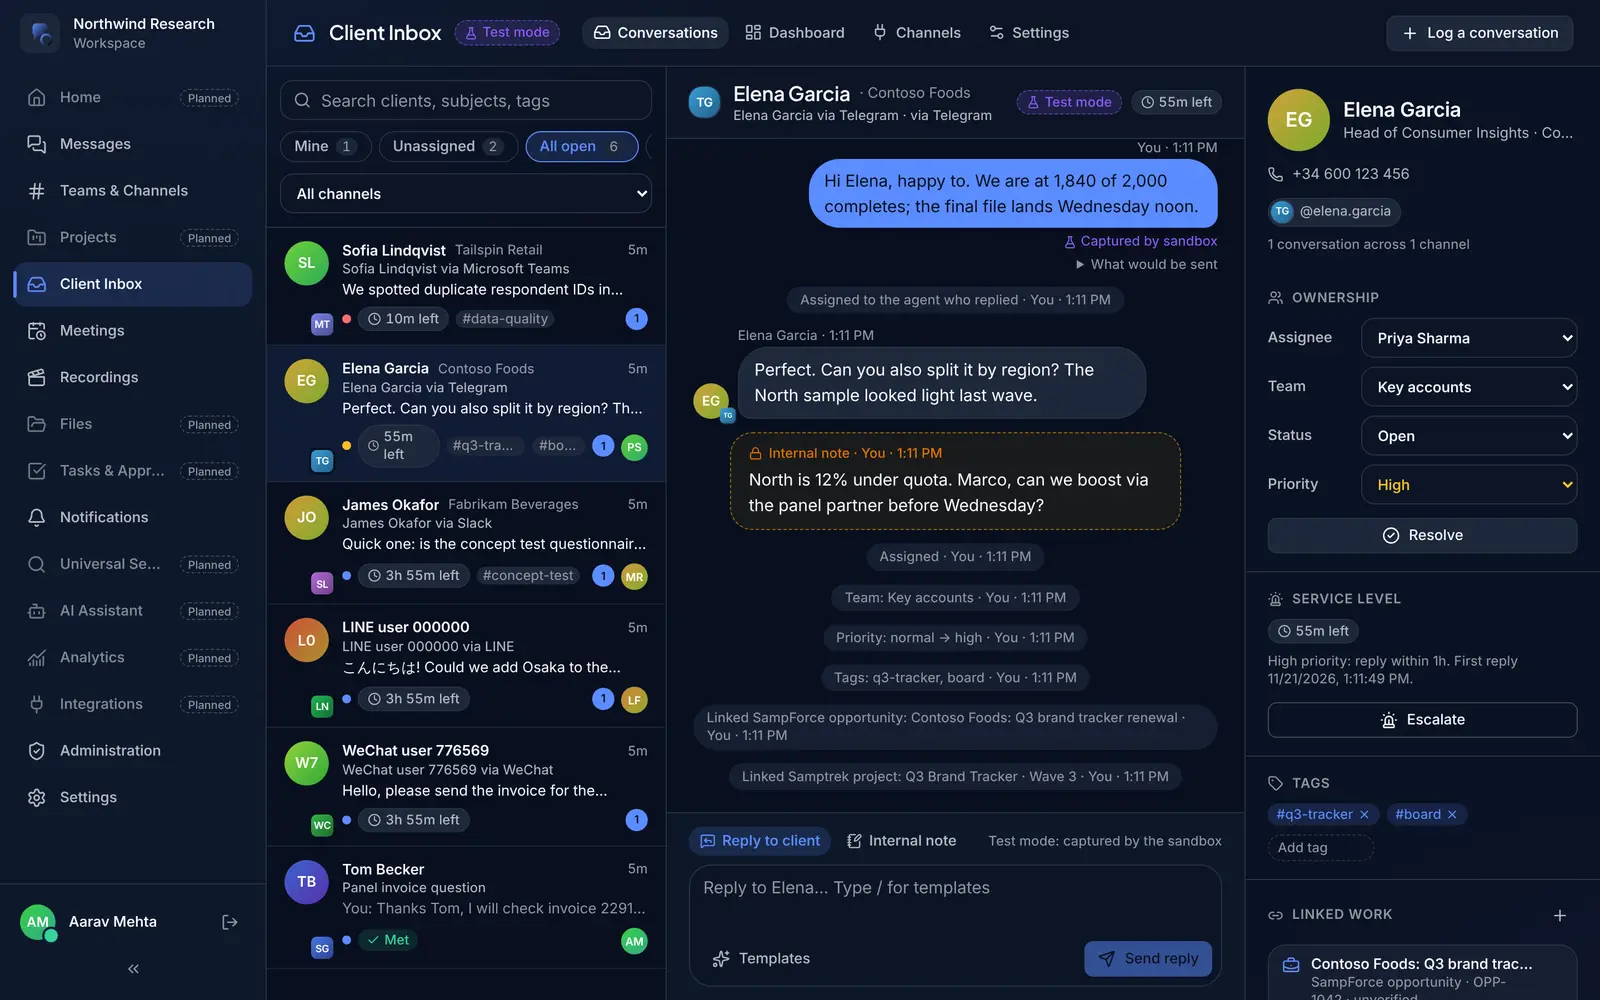 Northwind Research
Workspace
Home
Planned
Messages
Teams & Channels
Projects
Planned
Client Inbox
Meetings
Recordings
Files
Planned
Tasks & Appr...
Planned
Notifications
Universal Se...
Planned
AI Assistant
Planned
Analytics
Planned
Integrations
Planned
Administration
Settings
AM
Aarav Mehta
Client Inbox
Test mode
Conversations
Dashboard
Channels
Settings
Log a conversation
Search clients, subjects, tags
Mine 1
Unassigned 2
All open 6
All channels
SL
Sofia Lindqvist Tailspin Retail 5m
Sofia Lindqvist via Microsoft Teams
We spotted duplicate respondent IDs in...
MT
10m left #data-quality 1
EG
Elena Garcia Contoso Foods 5m
Elena Garcia via Telegram
Perfect. Can you also split it by region? Th...
TG
55m left
#q3-tra... #bo... 1 PS
JO
James Okafor Fabrikam Beverages 5m
James Okafor via Slack
Quick one: is the concept test questionnair...
SL
3h 55m left #concept-test 1 MR
L0
LINE user 000000 5m
LINE user 000000 via LINE
こんにちは! Could we add Osaka to the...
LN
3h 55m left 1 LF
W7
WeChat user 776569 5m
WeChat user 776569 via WeChat
Hello, please send the invoice for the...
WC
3h 55m left 1
TB
Tom Becker 5m
Panel invoice question
You: Thanks Tom, I will check invoice 2291...
SG
Met AM
TG
Elena Garcia · Contoso Foods
Elena Garcia via Telegram · via Telegram
Test mode
55m left
You · 1:11 PM
Hi Elena, happy to. We are at 1,840 of 2,000
completes; the final file lands Wednesday noon.
Captured by sandbox
What would be sent
Assigned to the agent who replied · You · 1:11 PM
Elena Garcia · 1:11 PM
Perfect. Can you also split it by region? The
North sample looked light last wave.
EG
TG
Internal note · You · 1:11 PM
North is 12% under quota. Marco, can we boost via
the panel partner before Wednesday?
Assigned · You · 1:11 PM
Team: Key accounts · You · 1:11 PM
Priority: normal → high · You · 1:11 PM
Tags: q3-tracker, board · You · 1:11 PM
Linked SampForce opportunity: Contoso Foods: Q3 brand tracker renewal ·
You · 1:11 PM
Linked Samptrek project: Q3 Brand Tracker · Wave 3 · You · 1:11 PM
Reply to client
Internal note
Test mode: captured by the sandbox
Reply to Elena... Type / for templates
Templates
Send reply
EG
Elena Garcia
Head of Consumer Insights · Co...
+34 600 123 456
TG @elena.garcia
1 conversation across 1 channel
OWNERSHIP
Assignee Priya Sharma
Team Key accounts
Status Open
Priority High
Resolve
SERVICE LEVEL
55m left
High priority: reply within 1h. First reply
11/21/2026, 1:11:49 PM.
Escalate
TAGS
#q3-tracker × #board ×
Add tag
LINKED WORK
Contoso Foods: Q3 brand trac...
SampForce opportunity · OPP-
1042 · unverified